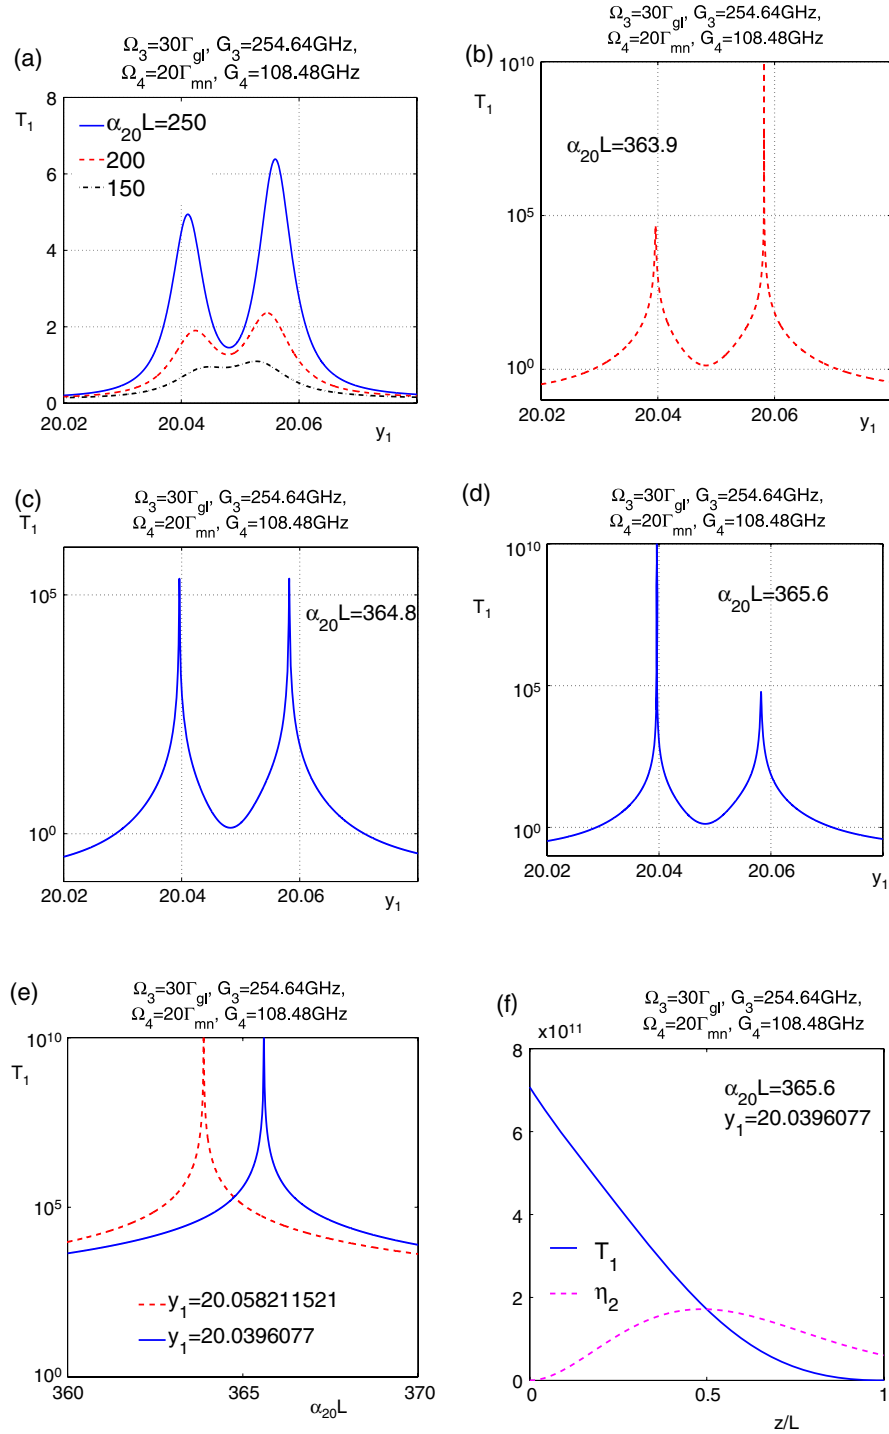 (a)
Ω3=30Γgl, G3=254.64GHz,
Ω4=20Γmn, G4=108.48GHz
T1
8
6
4
2
0
α20L=250
200
150
20.02 20.04 20.06
y1
(b)
Ω3=30Γgl, G3=254.64GHz,
Ω4=20Γmn, G4=108.48GHz
T1
10^10
10^5
10^0
α20L=363.9
20.02 20.04 20.06
y1
(c)
Ω3=30Γgl, G3=254.64GHz,
Ω4=20Γmn, G4=108.48GHz
T1
10^5
10^0
α20L=364.8
20.02 20.04 20.06
y1
(d)
Ω3=30Γgl, G3=254.64GHz,
Ω4=20Γmn, G4=108.48GHz
T1
10^10
10^5
10^0
α20L=365.6
20.02 20.04 20.06
y1
(e)
Ω3=30Γgl, G3=254.64GHz,
Ω4=20Γmn, G4=108.48GHz
T1
10^10
10^5
10^0
y1=20.058211521
y1=20.0396077
360 365 370
α20L
(f)
Ω3=30Γgl, G3=254.64GHz,
Ω4=20Γmn, G4=108.48GHz
x10^11
8
6
4
2
0
α20L=365.6
y1=20.0396077
T1
η2
0 0.5 1
z/L